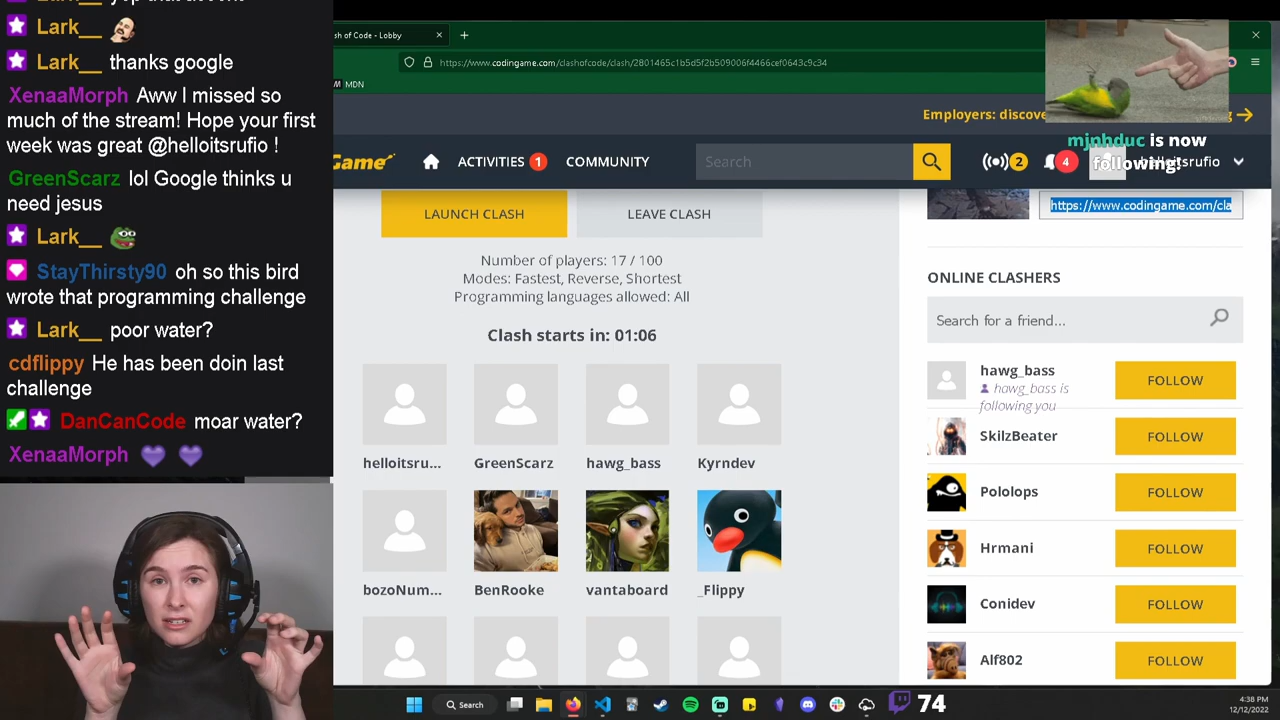 Lark__
Lark__ thanks google
XenaaMorph Aww I missed so
much of the stream! Hope your first
week was great @helloitsrufio !
GreenScarz lol Google thinks u
need jesus
Lark__
StayThirsty90 oh so this bird
wrote that programming challenge
Lark__ poor water?
cdflippy He has been doin last
challenge
DanCanCode moar water?
XenaaMorph
sh of Code - Lobby
https://www.codingame.com/clashofcode/clash/2801465c1b5d5f2b509006f4466cef0643c9c34
MDN
Employers: discove
mjnhduc is now
following!
Game
ACTIVITIES 1
COMMUNITY
Search
2
4
helloitsrufio
LAUNCH CLASH
LEAVE CLASH
Number of players: 17 / 100
Modes: Fastest, Reverse, Shortest
Programming languages allowed: All
Clash starts in: 01:06
helloitsru...
GreenScarz
hawg_bass
Kyrndev
bozoNum...
BenRooke
vantaboard
_Flippy
https://www.codingame.com/cla
ONLINE CLASHERS
Search for a friend...
hawg_bass
hawg_bass is
following you
FOLLOW
SkilzBeater
FOLLOW
Pololops
FOLLOW
Hrmani
FOLLOW
Conidev
FOLLOW
Alf802
FOLLOW
Search
74
4:38 PM
12/12/2022